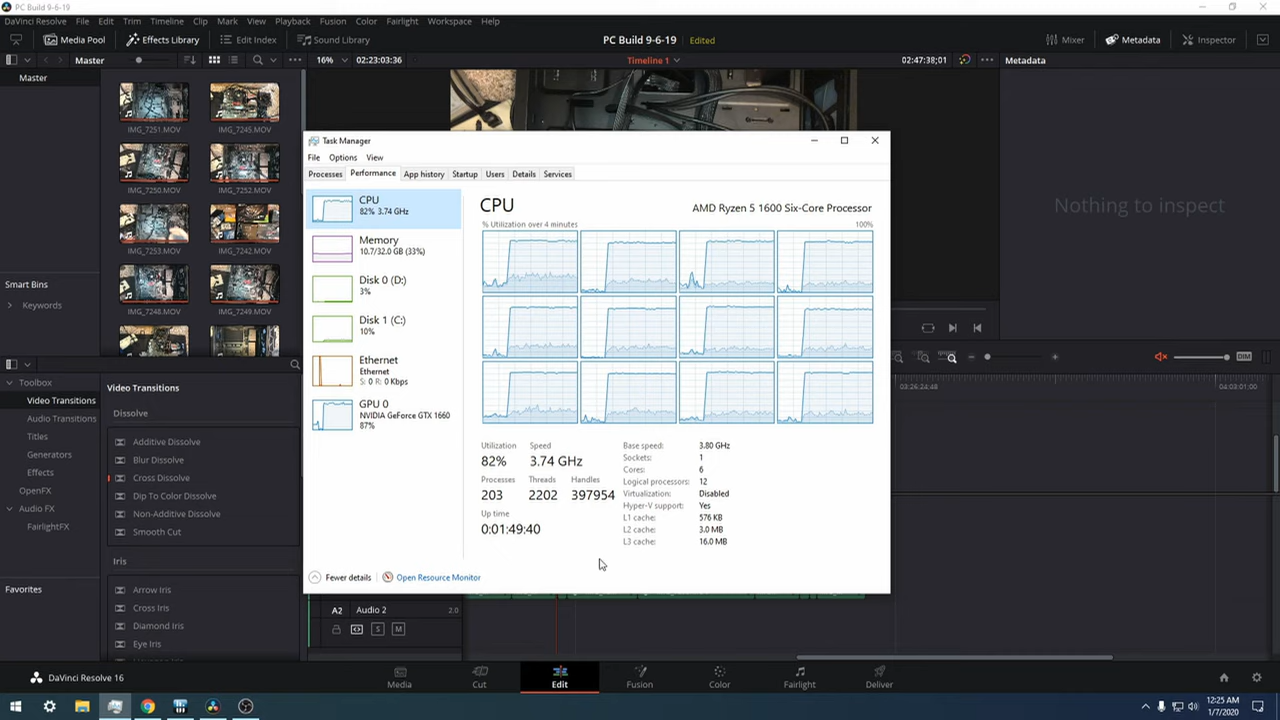 PC Build 9-6-19
DaVinci Resolve File Edit Trim Timeline Clip Mark View Playback Fusion Color Fairlight Workspace Help
Media Pool Effects Library Edit Index Sound Library PC Build 9-6-19 Edited Mixer Metadata Inspector
Master 16% 02:23:03:36 Timeline 1 02:47:38;01 Metadata
Master
IMG_7251.MOV IMG_7245.MOV
IMG_7250.MOV IMG_7252.MOV
IMG_7253.MOV IMG_7242.MOV
IMG_7248.MOV IMG_7249.MOV
Smart Bins
Keywords
Nothing to inspect
Task Manager
File Options View
Processes Performance App history Startup Users Details Services
CPU
82% 3.74 GHz
Memory
10.7/32.0 GB (33%)
Disk 0 (D:)
3%
Disk 1 (C:)
10%
Ethernet
Ethernet
S: 0 R: 0 Kbps
GPU 0
NVIDIA GeForce GTX 1660
87%
CPU AMD Ryzen 5 1600 Six-Core Processor
% Utilization over 4 minutes 100%
Utilization Speed
82% 3.74 GHz
Processes Threads Handles
203 2202 397954
Up time
0:01:49:40
Base speed: 3.80 GHz
Sockets: 1
Cores: 6
Logical processors: 12
Virtualization: Disabled
Hyper-V support: Yes
L1 cache: 576 KB
L2 cache: 3.0 MB
L3 cache: 16.0 MB
Fewer details Open Resource Monitor
DIM
03:26:24:48 04:03:01:00
Toolbox
Video Transitions
Audio Transitions
Titles
Generators
Effects
OpenFX
Audio FX
FairlightFX
Favorites
Video Transitions
Dissolve
Additive Dissolve
Blur Dissolve
Cross Dissolve
Dip To Color Dissolve
Non-Additive Dissolve
Smooth Cut
Iris
Arrow Iris
Cross Iris
Diamond Iris
Eye Iris
A2 Audio 2 2.0
S M
DaVinci Resolve 16 Media Cut Edit Fusion Color Fairlight Deliver
12:25 AM
1/7/2020